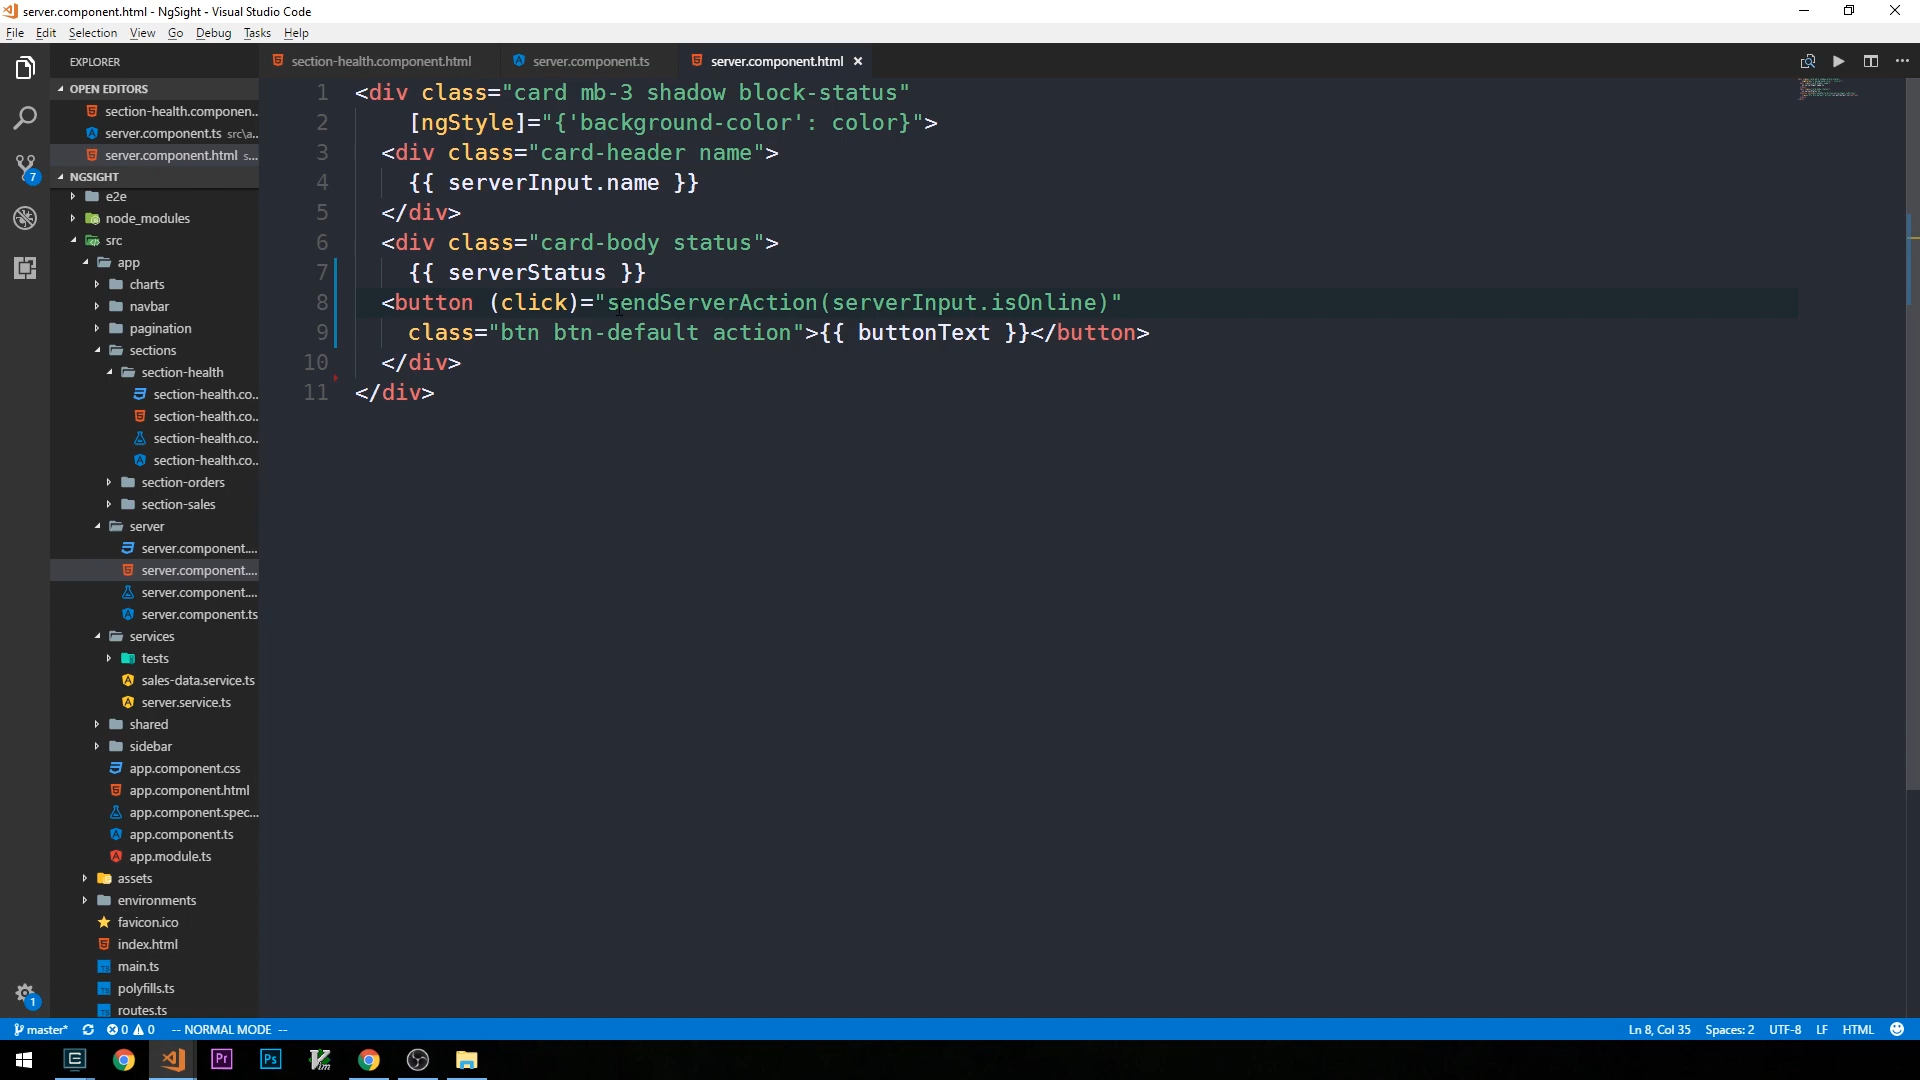 server.component.html - NgSight - Visual Studio Code
File Edit Selection View Go Debug Tasks Help
EXPLORER
section-health.component.html
server.component.ts
server.component.html ×
OPEN EDITORS
section-health.componen...
server.component.ts src\a...
server.component.html s...
7
NGSIGHT
e2e
node_modules
src
app
charts
navbar
pagination
sections
section-health
section-health.co...
section-health.co...
section-health.co...
section-health.co...
section-orders
section-sales
server
server.component....
server.component....
server.component....
server.component.ts
services
tests
sales-data.service.ts
server.service.ts
shared
sidebar
app.component.css
app.component.html
app.component.spec...
app.component.ts
app.module.ts
assets
environments
favicon.ico
index.html
main.ts
polyfills.ts
routes.ts
1
1 <div class="card mb-3 shadow block-status"
2 [ngStyle]="{'background-color': color}">
3 <div class="card-header name">
4 {{ serverInput.name }}
5 </div>
6 <div class="card-body status">
7 {{ serverStatus }}
8 <button (click)="sendServerAction(serverInput.isOnline)"
9 class="btn btn-default action">{{ buttonText }}</button>
10 </div>
11 </div>
master* 0 0 -- NORMAL MODE --
Ln 8, Col 35 Spaces: 2 UTF-8 LF HTML
Pr Ps Vim